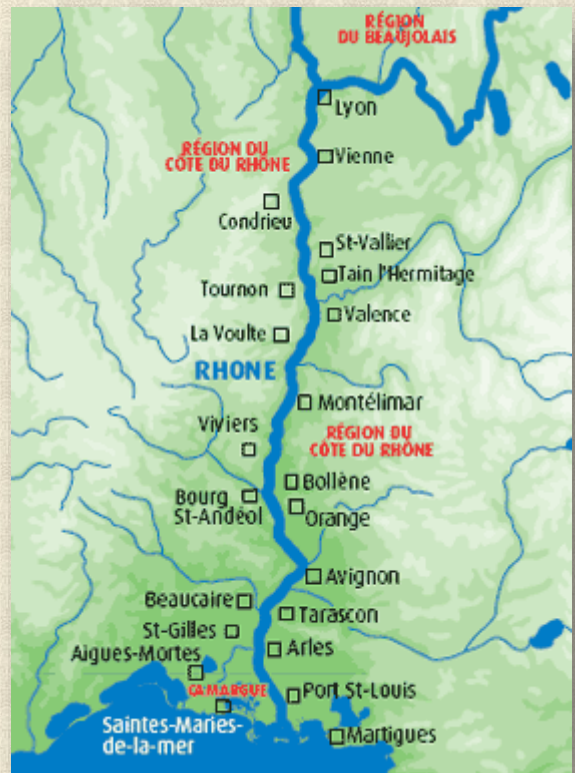 RÉGION
DU BEAUJOLAIS
Lyon
RÉGION DU
CÔTE DU RHÔNE
Vienne
Condrieu
St-Vallier
Tain l'Hermitage
Tournon
Valence
La Voulte
RHONE
Montélimar
Viviers
RÉGION DU
CÔTE DU RHÔNE
Bollène
Bourg
St-Andéol
Orange
Avignon
Beaucaire
Tarascon
St-Gilles
Arles
Aigues-Mortes
CAMARGUE
Port St-Louis
Saintes-Maries-
de-la-mer
Martigues